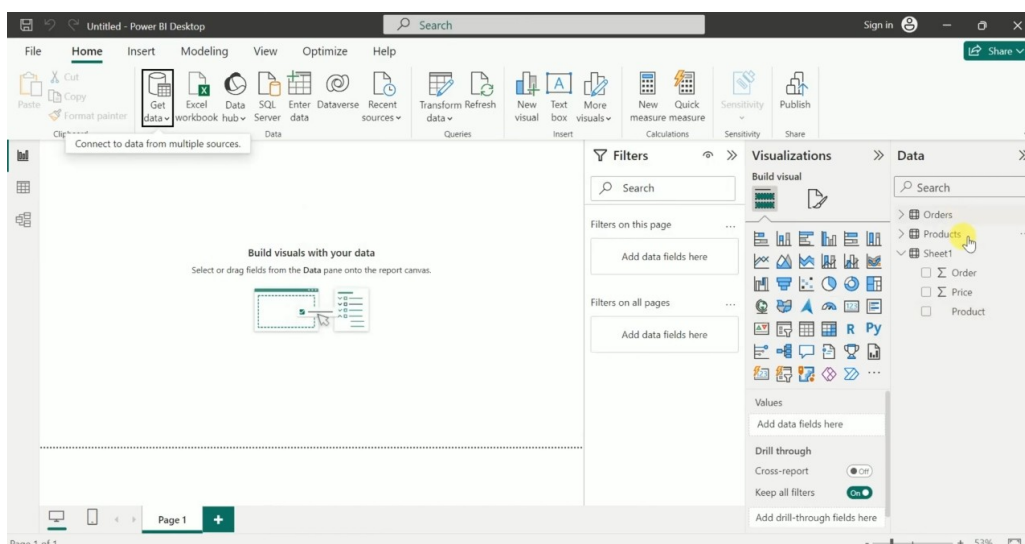 Untitled - Power BI Desktop
Search
Sign in
File Home Insert Modeling View Optimize Help
Share
Paste
Cut
Copy
Format painter
Get data
Excel workbook
Data hub
SQL Server
Enter data
Dataverse
Recent sources
Transform data
Refresh
New visual
Text box
More visuals
New measure
Quick measure
Sensitivity
Publish
Data
Queries
Insert
Calculations
Sensitivity
Share
Connect to data from multiple sources.
Build visuals with your data
Select or drag fields from the Data pane onto the report canvas.
Filters
Search
Filters on this page
...
Add data fields here
Filters on all pages
...
Add data fields here
Visualizations
Build visual
123
R
Py
...
Values
Add data fields here
Drill through
Cross-report
Off
Keep all filters
On
Add drill-through fields here
Data
Search
Orders
Products
Sheet1
Σ Order
Σ Price
Product
Page 1
+
Page 1 of 1
- + 53%